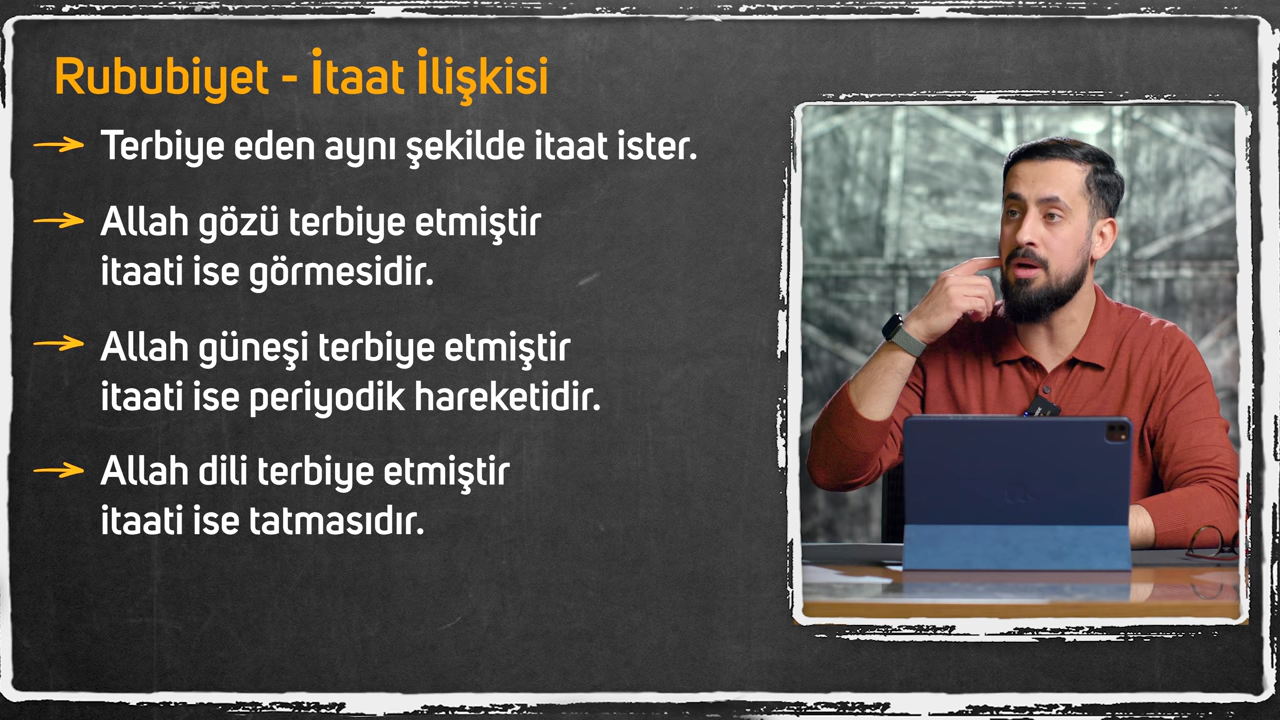 Rububiyet - İtaat İlişkisi
Terbiye eden aynı şekilde itaat ister.
Allah gözü terbiye etmiştir
itaati ise görmesidir.
Allah güneşi terbiye etmiştir
itaati ise periyodik hareketidir.
Allah dili terbiye etmiştir
itaati ise tatmasıdır.